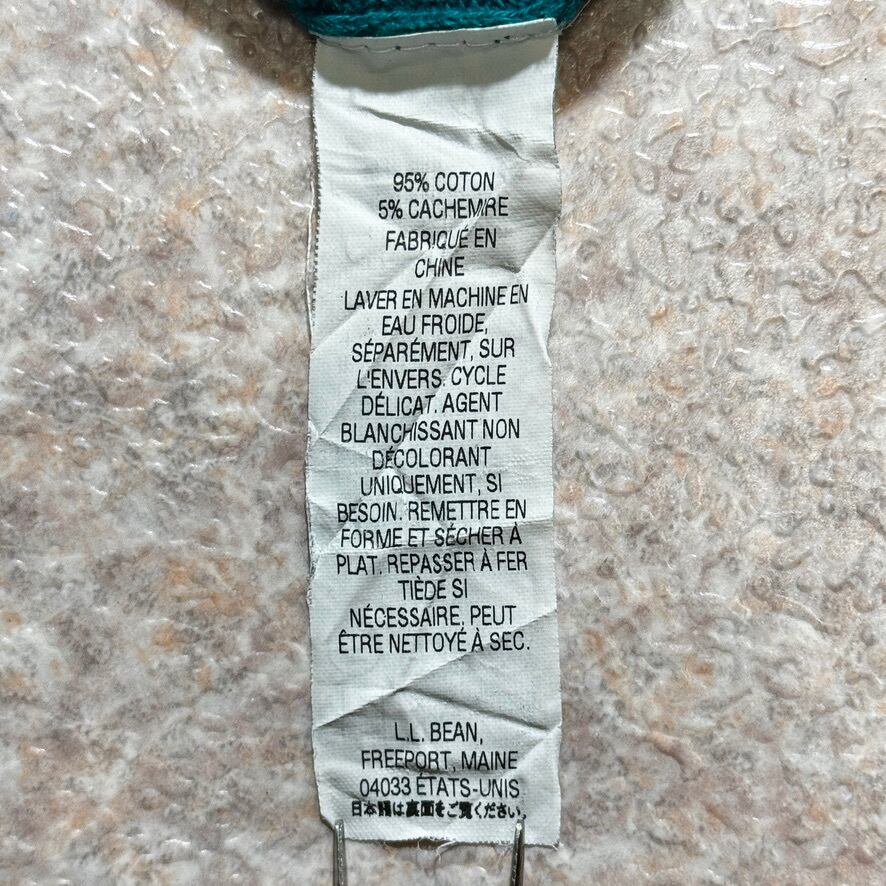 95% COTON
5% CACHEMIRE
FABRIQUÉ EN
CHINE
LAVER EN MACHINE EN
EAU FROIDE,
SÉPARÉMENT, SUR
L'ENVERS. CYCLE
DÉLICAT. AGENT
BLANCHISSANT NON
DÉCOLORANT
UNIQUEMENT, SI
BESOIN. REMETTRE EN
FORME ET SÉCHER À
PLAT. REPASSER À FER
TIÈDE SI
NÉCESSAIRE, PEUT
ÊTRE NETTOYÉ À SEC.
L.L. BEAN,
FREEPORT, MAINE
04033 ÉTATS-UNIS
日本語は裏面をご覧ください。